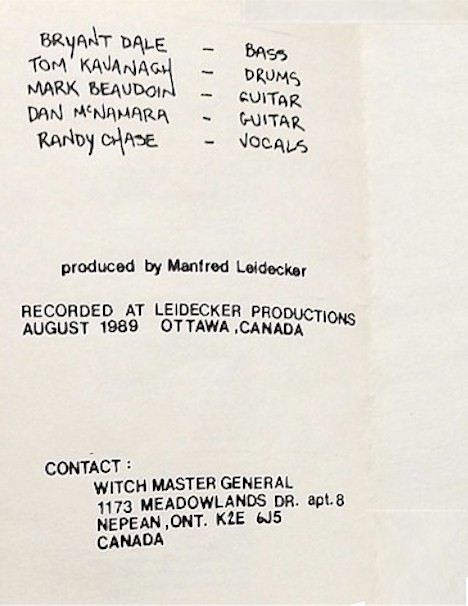 BRYANT DALE - BASS
TOM KAVANAGH - DRUMS
MARK BEAUDOIN - GUITAR
DAN McNAMARA - GUITAR
RANDY CHASE - VOCALS
produced by Manfred Leidecker
RECORDED AT LEIDECKER PRODUCTIONS
AUGUST 1989 OTTAWA, CANADA
CONTACT :
WITCH MASTER GENERAL
1173 MEADOWLANDS DR. apt.8
NEPEAN, ONT. K2E 6J5
CANADA